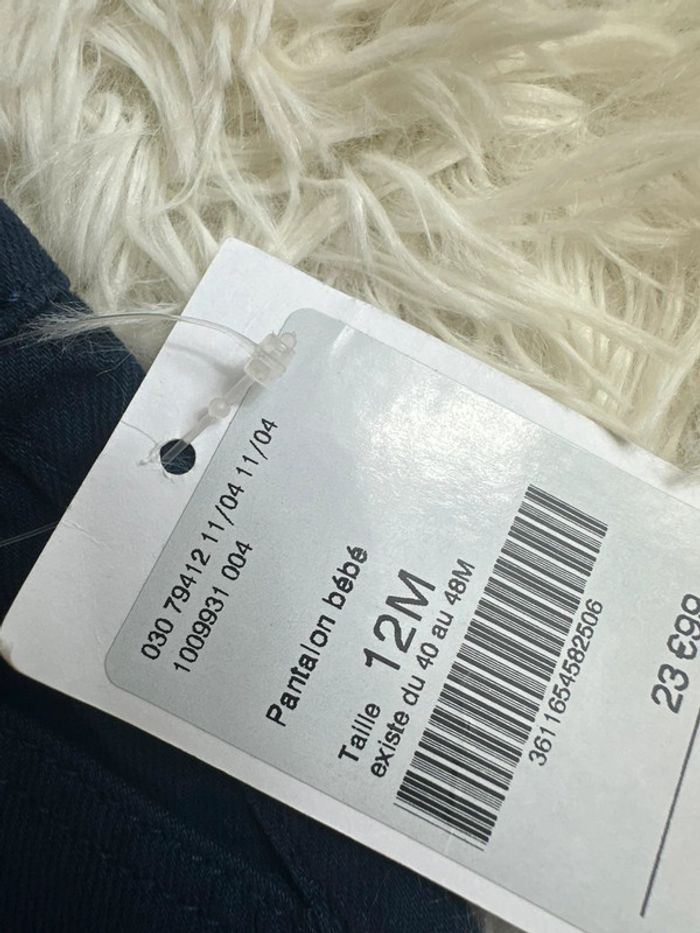 030 79412 11/04 11/04
1009931 004
Pantalon bébé
Taille 12M
existe du 40 au 48M
3611654582506
23 €99